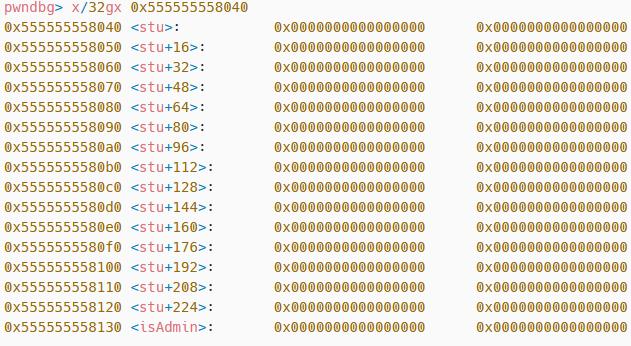 pwndbg> x/32gx 0x555555558040
0x555555558040 <stu>: 0x0000000000000000 0x0000000000000000
0x555555558050 <stu+16>: 0x0000000000000000 0x0000000000000000
0x555555558060 <stu+32>: 0x0000000000000000 0x0000000000000000
0x555555558070 <stu+48>: 0x0000000000000000 0x0000000000000000
0x555555558080 <stu+64>: 0x0000000000000000 0x0000000000000000
0x555555558090 <stu+80>: 0x0000000000000000 0x0000000000000000
0x5555555580a0 <stu+96>: 0x0000000000000000 0x0000000000000000
0x5555555580b0 <stu+112>: 0x0000000000000000 0x0000000000000000
0x5555555580c0 <stu+128>: 0x0000000000000000 0x0000000000000000
0x5555555580d0 <stu+144>: 0x0000000000000000 0x0000000000000000
0x5555555580e0 <stu+160>: 0x0000000000000000 0x0000000000000000
0x5555555580f0 <stu+176>: 0x0000000000000000 0x0000000000000000
0x555555558100 <stu+192>: 0x0000000000000000 0x0000000000000000
0x555555558110 <stu+208>: 0x0000000000000000 0x0000000000000000
0x555555558120 <stu+224>: 0x0000000000000000 0x0000000000000000
0x555555558130 <isAdmin>: 0x0000000000000000 0x0000000000000000